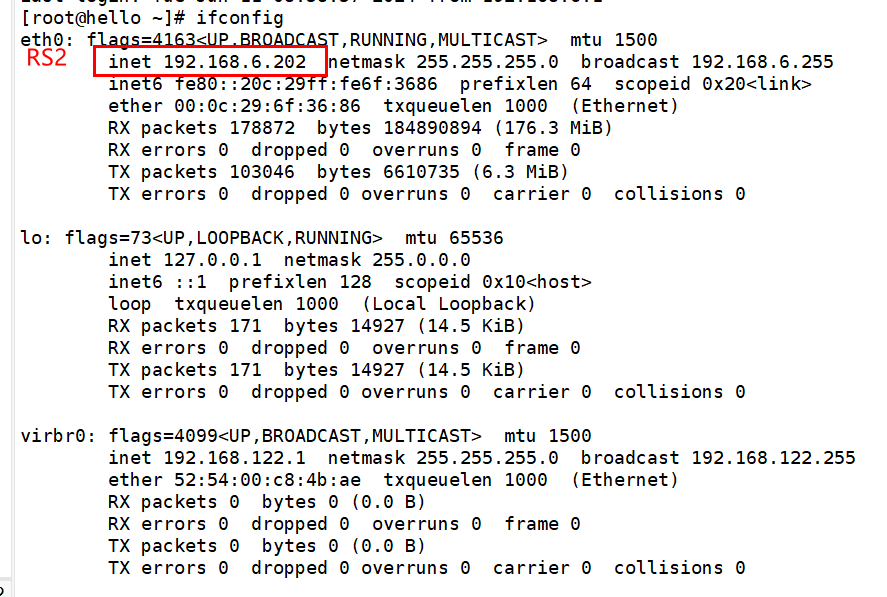 [root@hello ~]# ifconfig
eth0: flags=4163<UP,BROADCAST,RUNNING,MULTICAST>  mtu 1500
RS2
inet 192.168.6.202  netmask 255.255.255.0  broadcast 192.168.6.255
inet6 fe80::20c:29ff:fe6f:3686  prefixlen 64  scopeid 0x20<link>
ether 00:0c:29:6f:36:86  txqueuelen 1000  (Ethernet)
RX packets 178872  bytes 184890894 (176.3 MiB)
RX errors 0  dropped 0  overruns 0  frame 0
TX packets 103046  bytes 6610735 (6.3 MiB)
TX errors 0  dropped 0 overruns 0  carrier 0  collisions 0
lo: flags=73<UP,LOOPBACK,RUNNING>  mtu 65536
inet 127.0.0.1  netmask 255.0.0.0
inet6 ::1  prefixlen 128  scopeid 0x10<host>
loop  txqueuelen 1000  (Local Loopback)
RX packets 171  bytes 14927 (14.5 KiB)
RX errors 0  dropped 0  overruns 0  frame 0
TX packets 171  bytes 14927 (14.5 KiB)
TX errors 0  dropped 0 overruns 0  carrier 0  collisions 0
virbr0: flags=4099<UP,BROADCAST,MULTICAST>  mtu 1500
inet 192.168.122.1  netmask 255.255.255.0  broadcast 192.168.122.255
ether 52:54:00:c8:4b:ae  txqueuelen 1000  (Ethernet)
RX packets 0  bytes 0 (0.0 B)
RX errors 0  dropped 0  overruns 0  frame 0
TX packets 0  bytes 0 (0.0 B)
TX errors 0  dropped 0 overruns 0  carrier 0  collisions 0